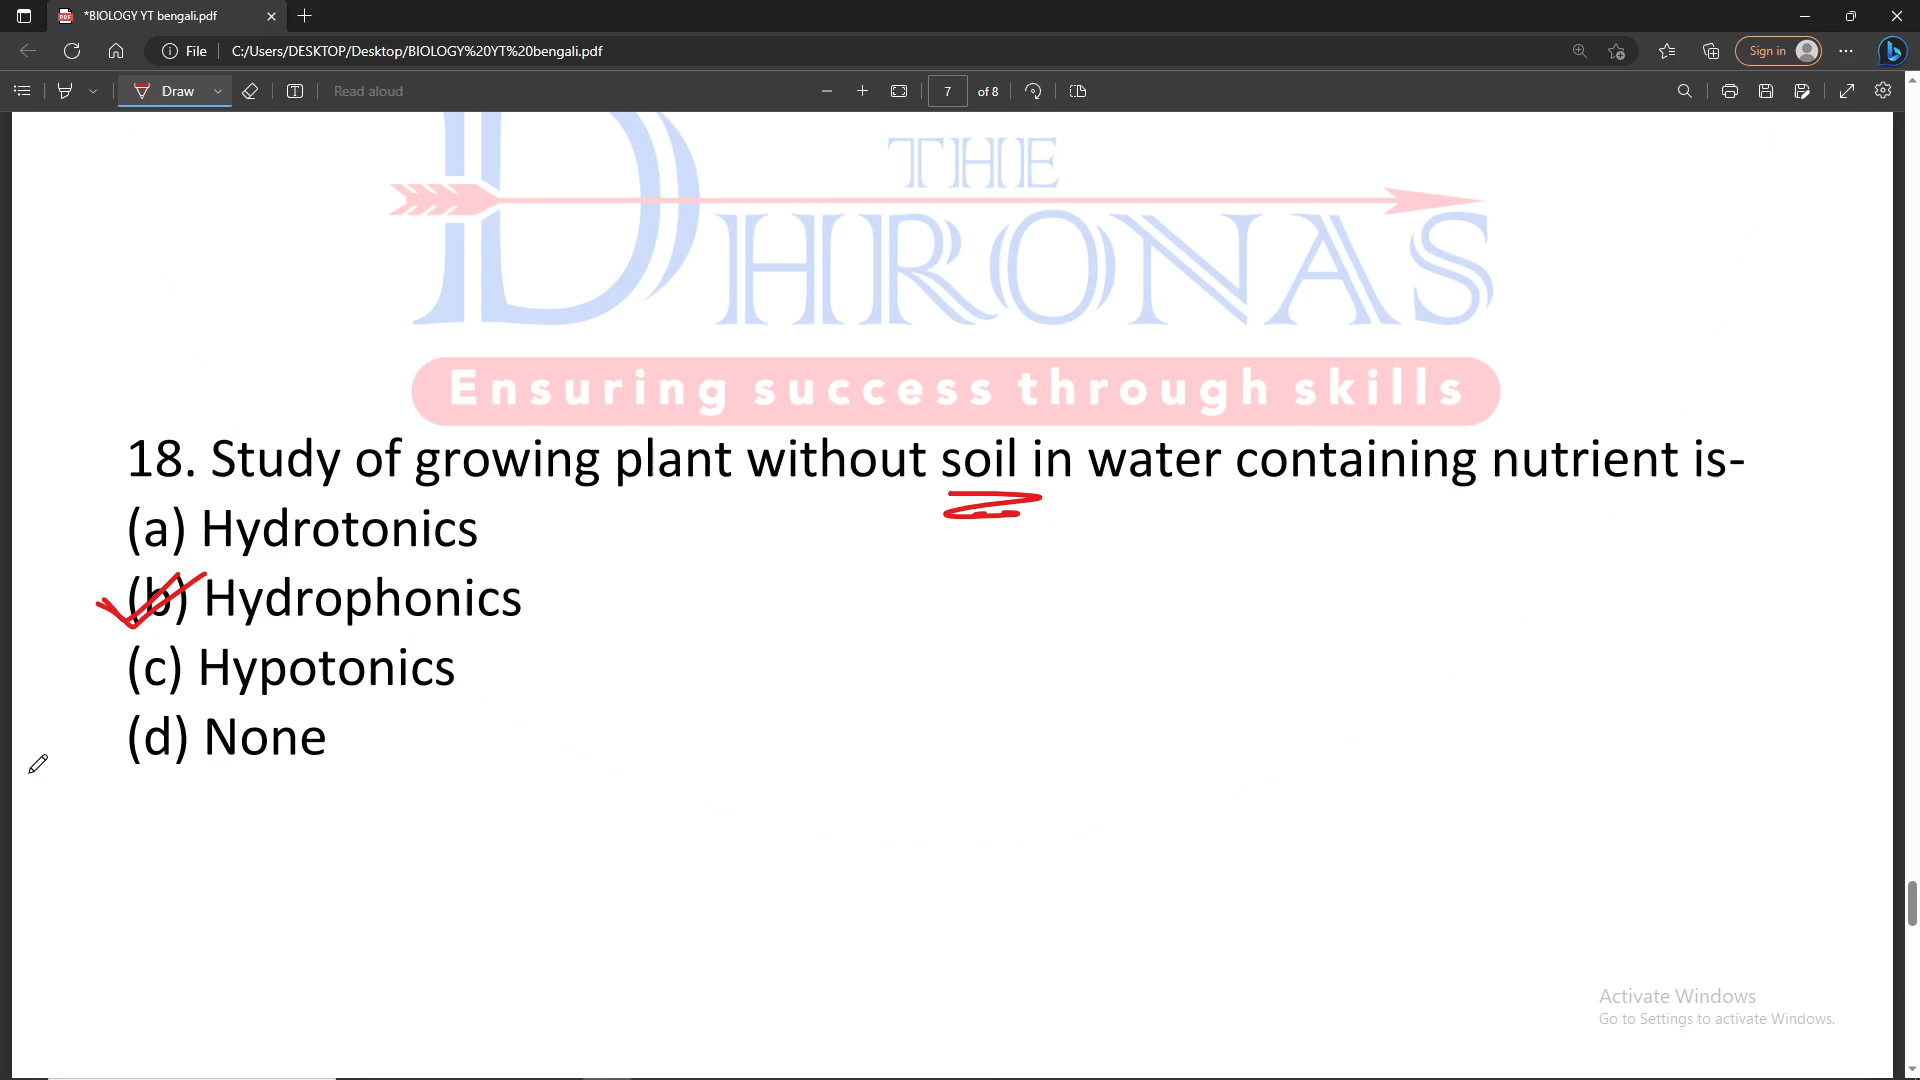 *BIOLOGY YT bengali.pdf
File
C:/Users/DESKTOP/Desktop/BIOLOGY%20YT%20bengali.pdf
Sign in
Draw
Read aloud
7 of 8
THE
DHRONAS
Ensuring success through skills
18. Study of growing plant without soil in water containing nutrient is-
(a) Hydrotonics
(b) Hydrophonics
(c) Hypotonics
(d) None
Activate Windows
Go to Settings to activate Windows.